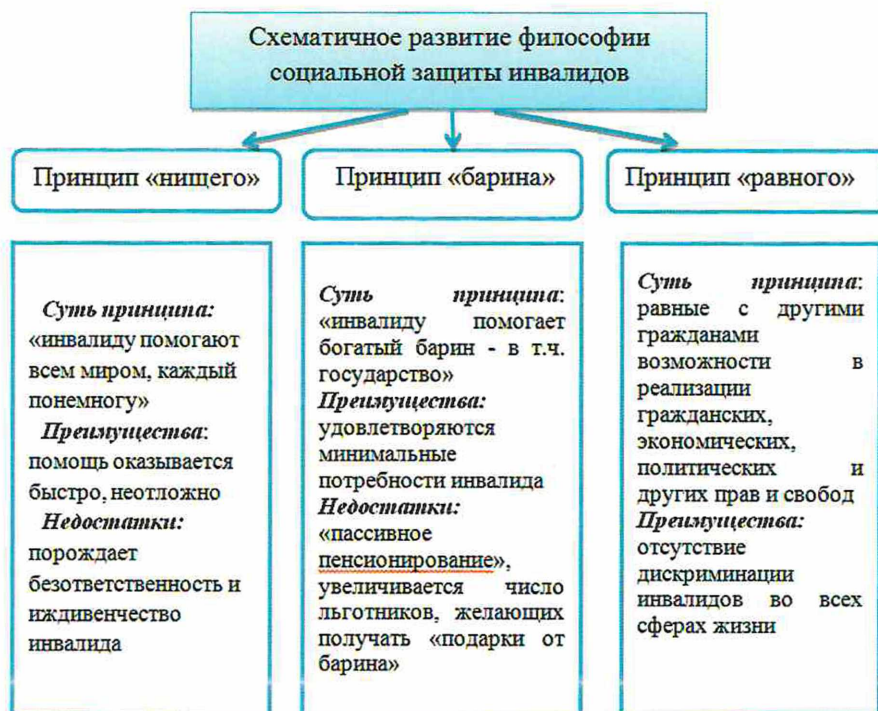 Схематичное развитие философии
социальной защиты инвалидов
Принцип «нищего»
Принцип «барина»
Принцип «равного»
Суть принципа:
«инвалиду помогают
всем миром, каждый
понемногу»
Преимущества:
помощь оказывается
быстро, неотложно
Недостатки:
порождает
безответственность и
иждивенчество
инвалида
Суть принципа:
«инвалиду помогает
богатый барин - в т.ч.
государство»
Преимущества:
удовлетворяются
минимальные
потребности инвалида
Недостатки:
«пассивное
пенсионирование»,
увеличивается число
льготников, желающих
получать «подарки от
барина»
Суть принципа:
равные с другими
гражданами
возможности в
реализации
гражданских,
экономических,
политических и
других прав и свобод
Преимущества:
отсутствие
дискриминации
инвалидов во всех
сферах жизни